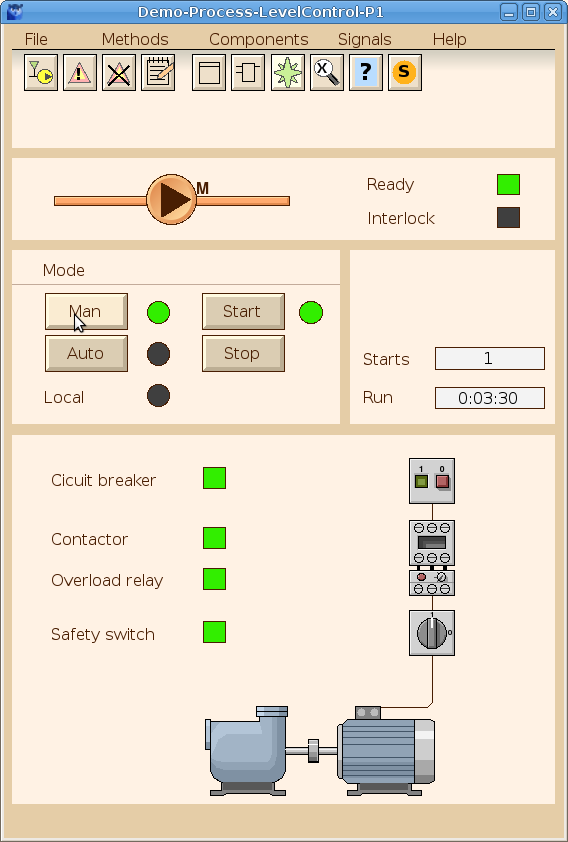 Demo-Process-LevelControl-P1
File Methods Components Signals Help
! X ? S
M
Ready
Interlock
Mode
Man Start
Auto Stop
Local
Starts 1
Run 0:03:30
Cicuit breaker
1 0
Contactor
Overload relay
Safety switch
1
0